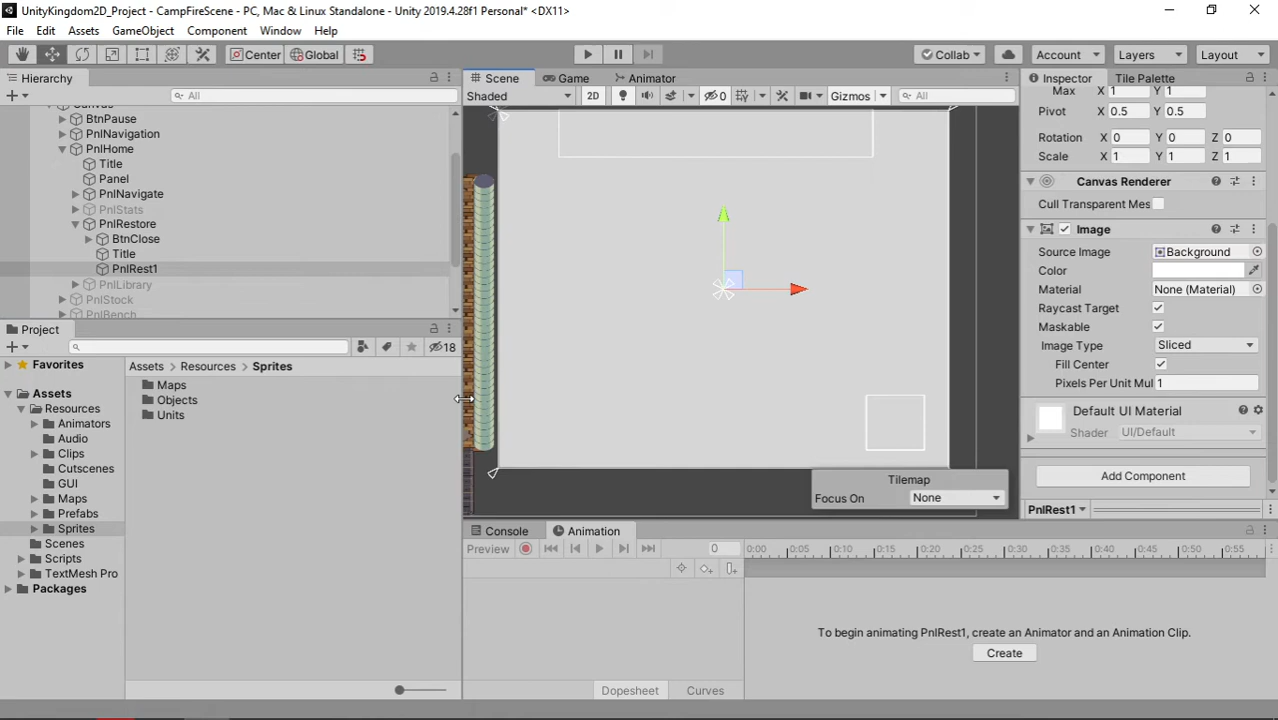 UnityKingdom2D_Project - CampFireScene - PC, Mac & Linux Standalone - Unity 2019.4.28f1 Personal* <DX11>
File Edit Assets GameObject Component Window Help
Center Global Collab Account Layers Layout
Hierarchy
All
Canvas
BtnPause
PnlNavigation
PnlHome
Title
Panel
PnlNavigate
PnlStats
PnlRestore
BtnClose
Title
PnlRest1
PnlLibrary
PnlStock
PnlBench
Scene Game Animator
Shaded 2D 0 Gizmos All
Tilemap
Focus On None
Inspector Tile Palette
Max X 1 Y 1
Pivot X 0.5 Y 0.5
Rotation X 0 Y 0 Z 0
Scale X 1 Y 1 Z 1
Canvas Renderer
Cull Transparent Mes
Image
Source Image Background
Color
Material None (Material)
Raycast Target
Maskable
Image Type Sliced
Fill Center
Pixels Per Unit Mul 1
Default UI Material
Shader UI/Default
Add Component
PnlRest1
Project
18
Favorites
Assets
Resources
Animators
Audio
Clips
Cutscenes
GUI
Maps
Prefabs
Sprites
Scenes
Scripts
TextMesh Pro
Packages
Assets > Resources > Sprites
Maps
Objects
Units
Console Animation
Preview 0 0:00 0:05 0:10 0:15 0:20 0:25 0:30 0:35 0:40 0:45 0:50 0:55
To begin animating PnlRest1, create an Animator and an Animation Clip.
Create
Dopesheet Curves